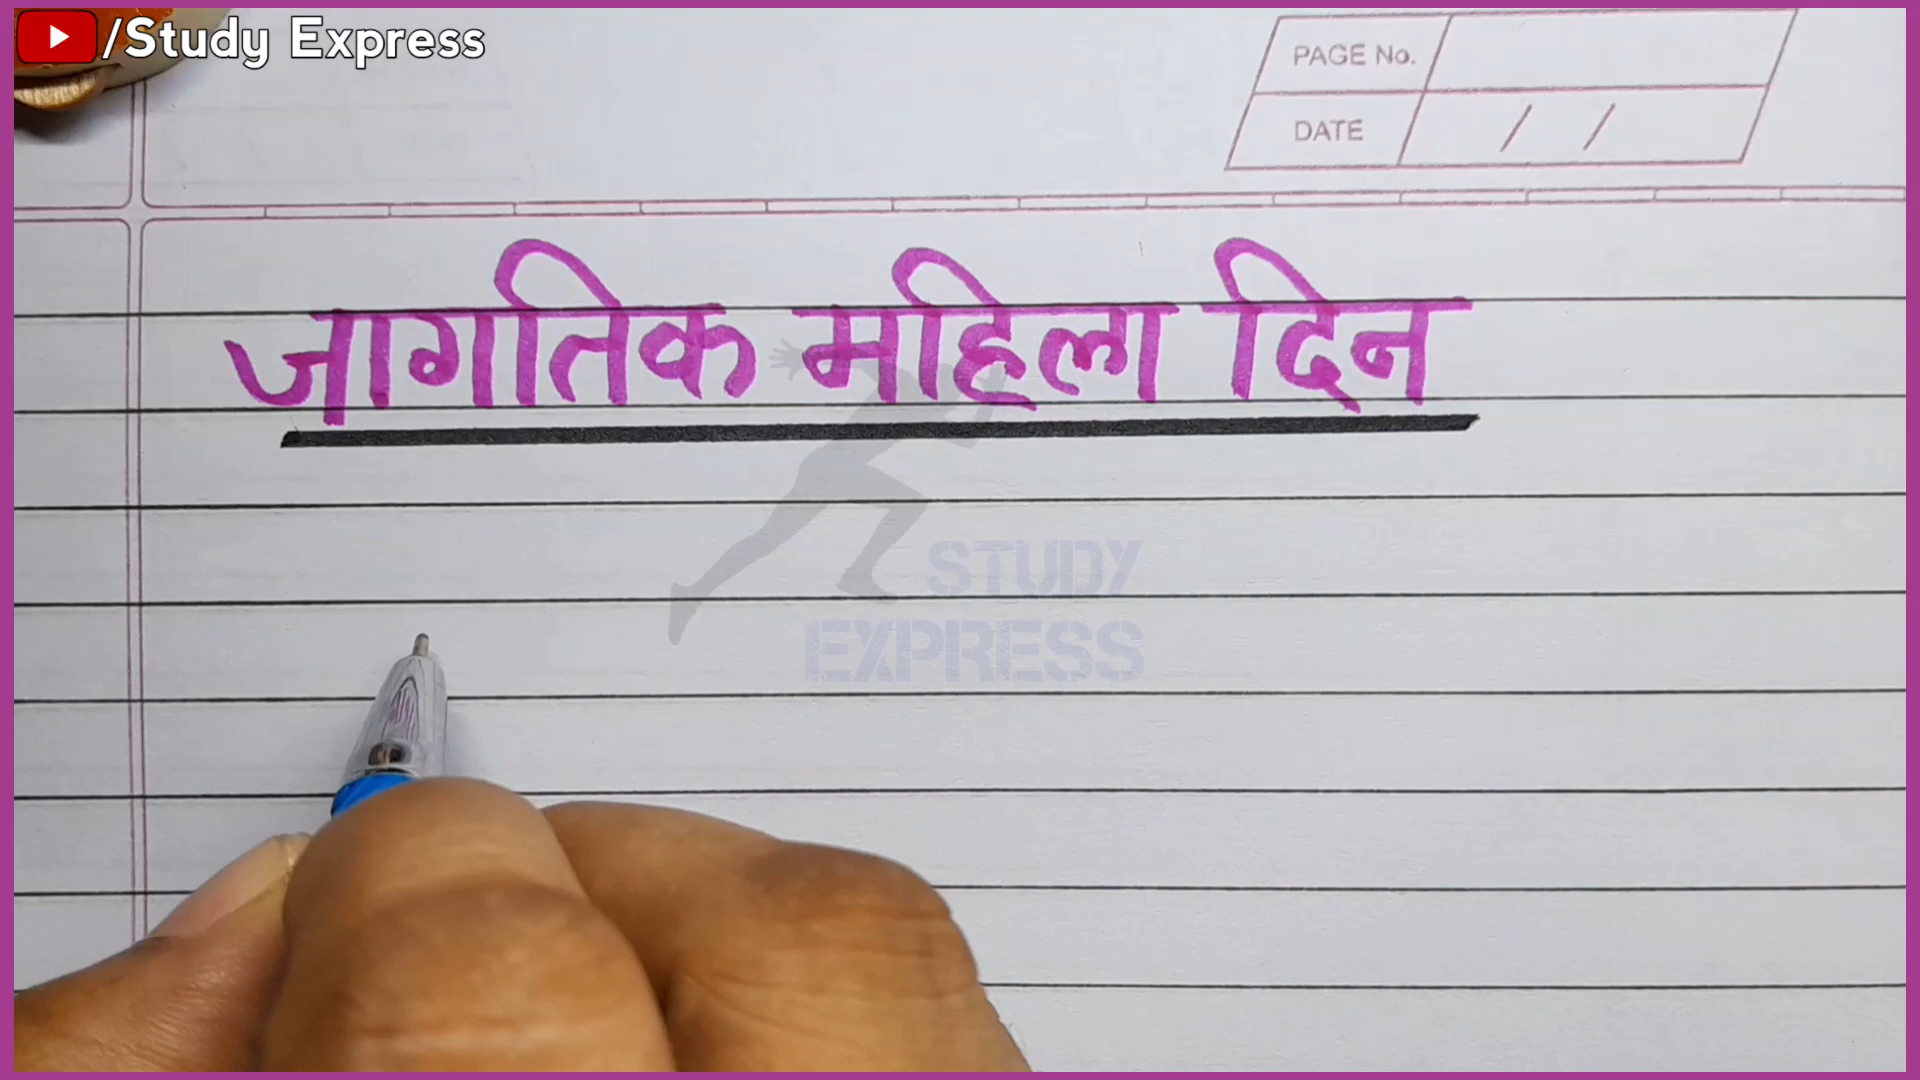 /Study Express
PAGE No.
DATE / /
जागतिक महिला दिन
STUDY
EXPRESS